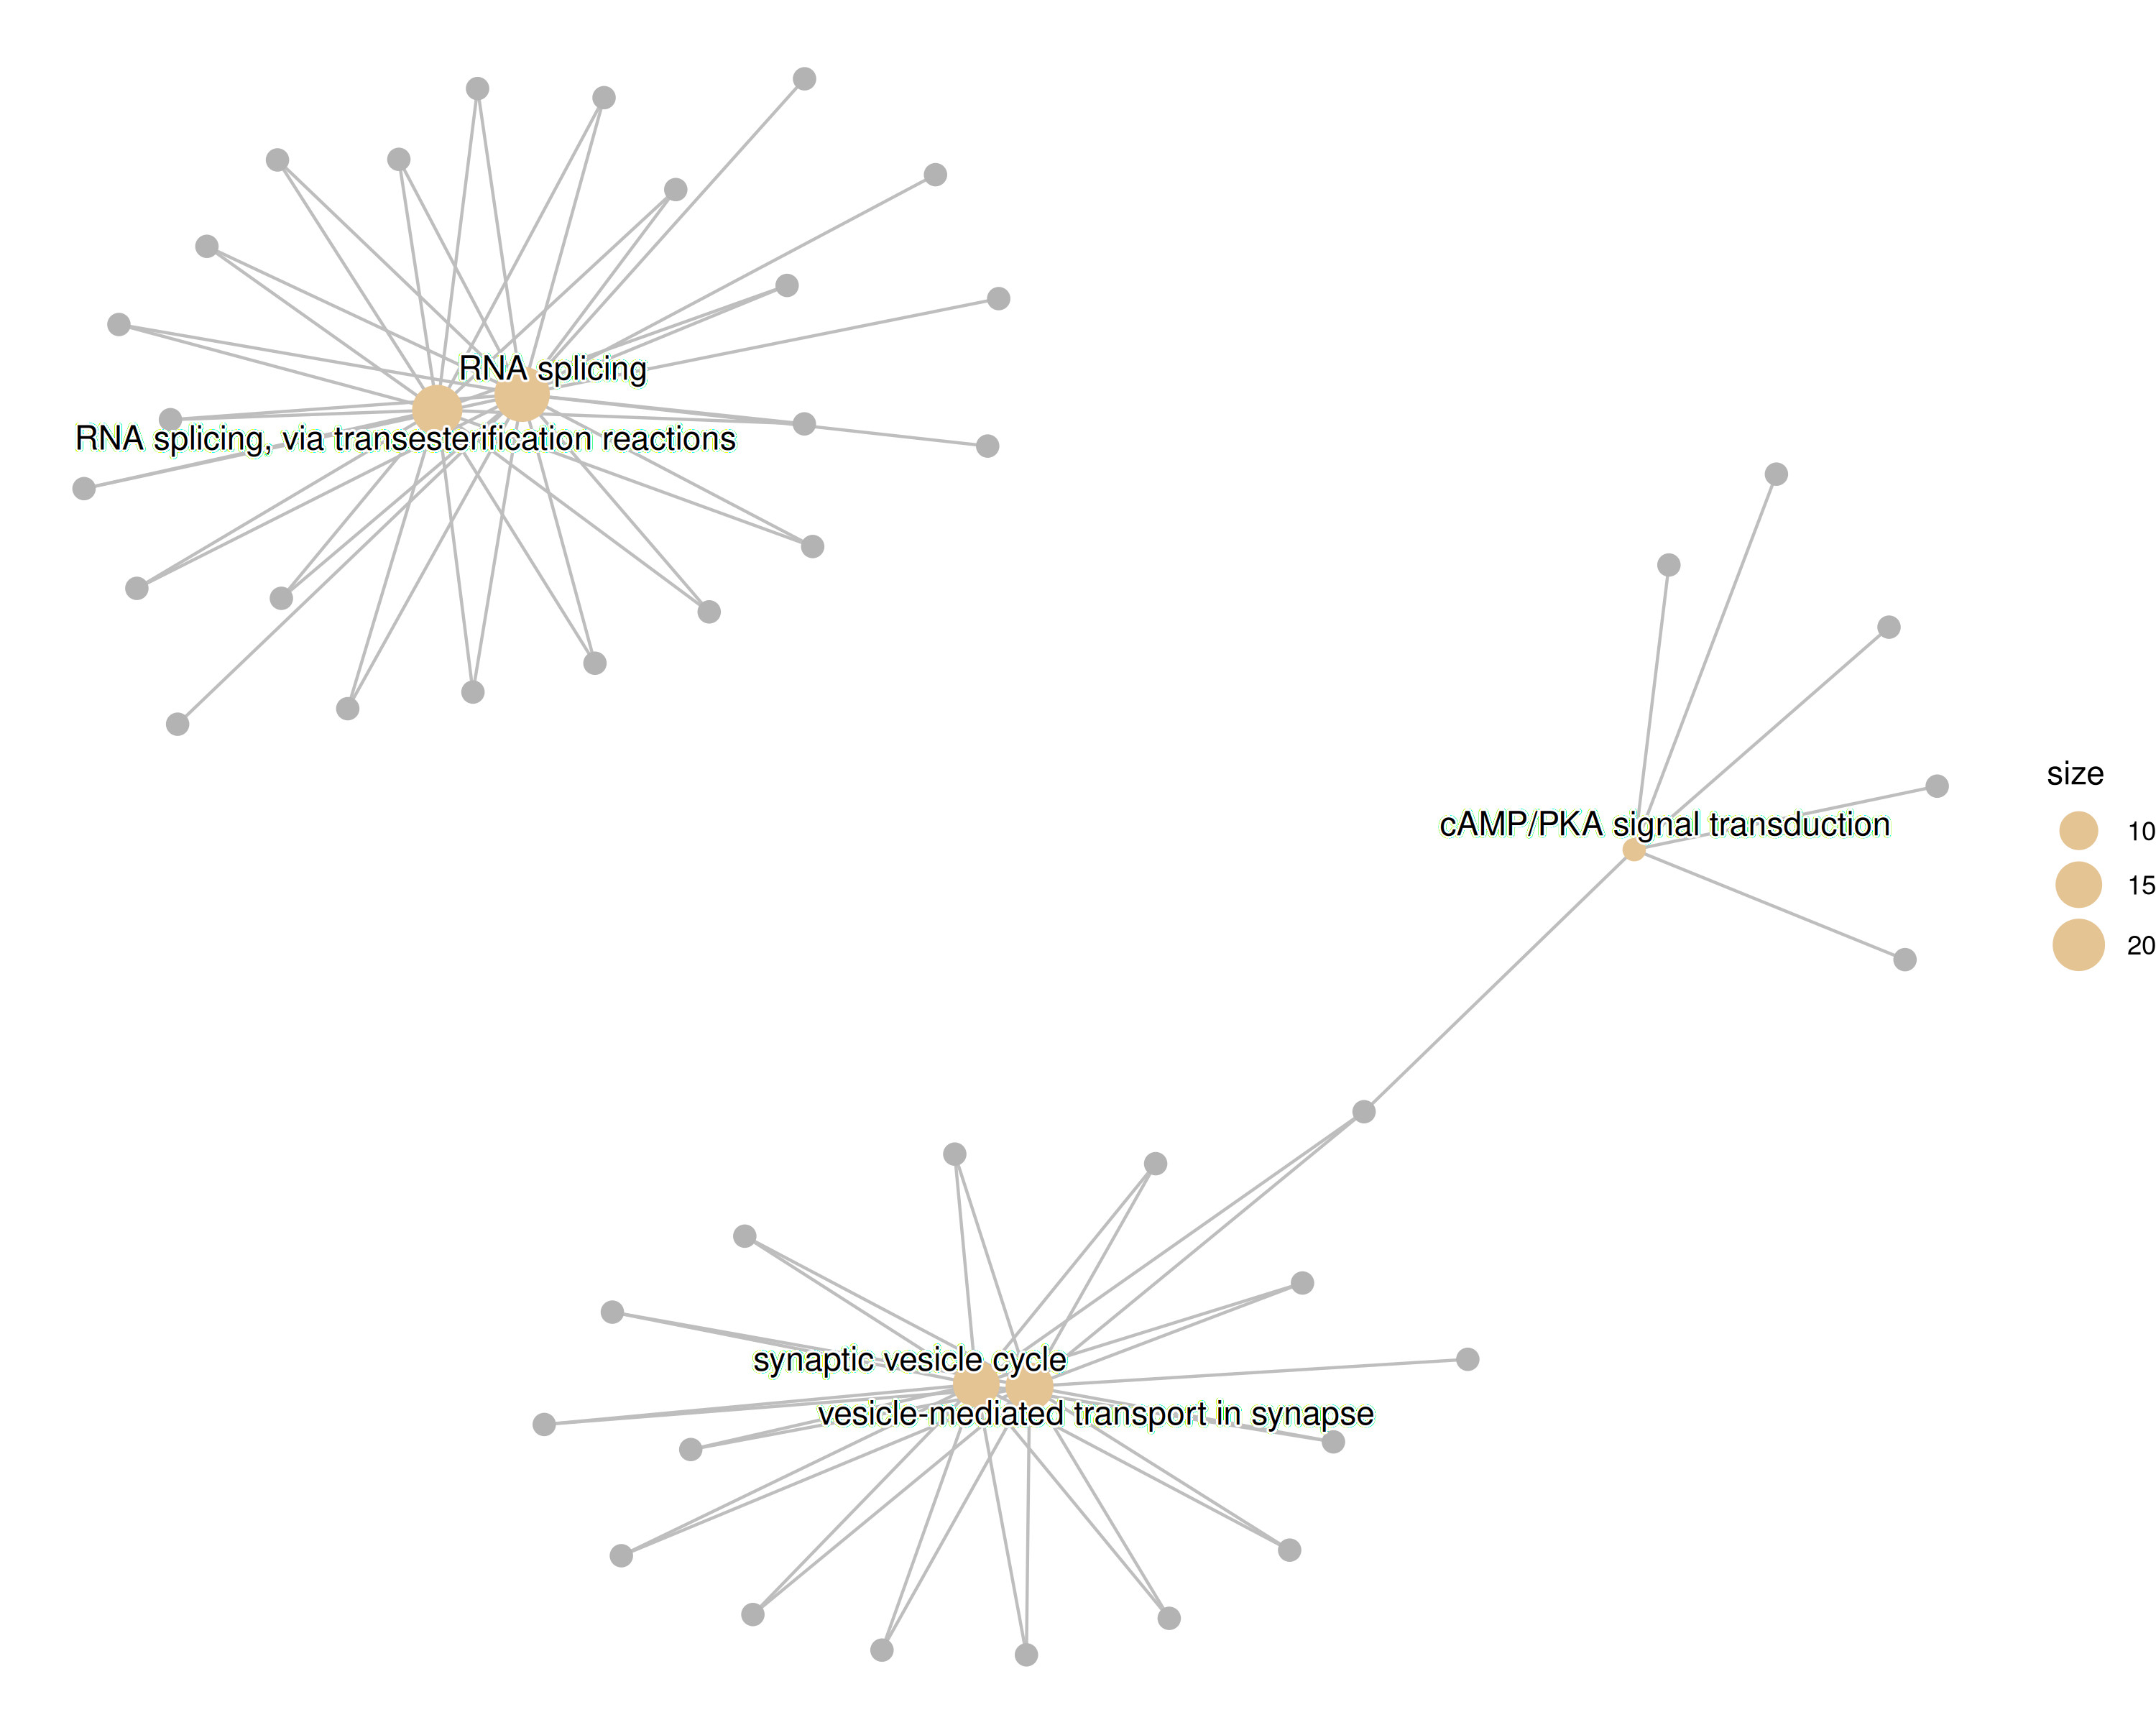 RNA splicing
RNA splicing, via transesterification reactions
cAMP/PKA signal transduction
size
10
15
20
synaptic vesicle cycle
vesicle-mediated transport in synapse